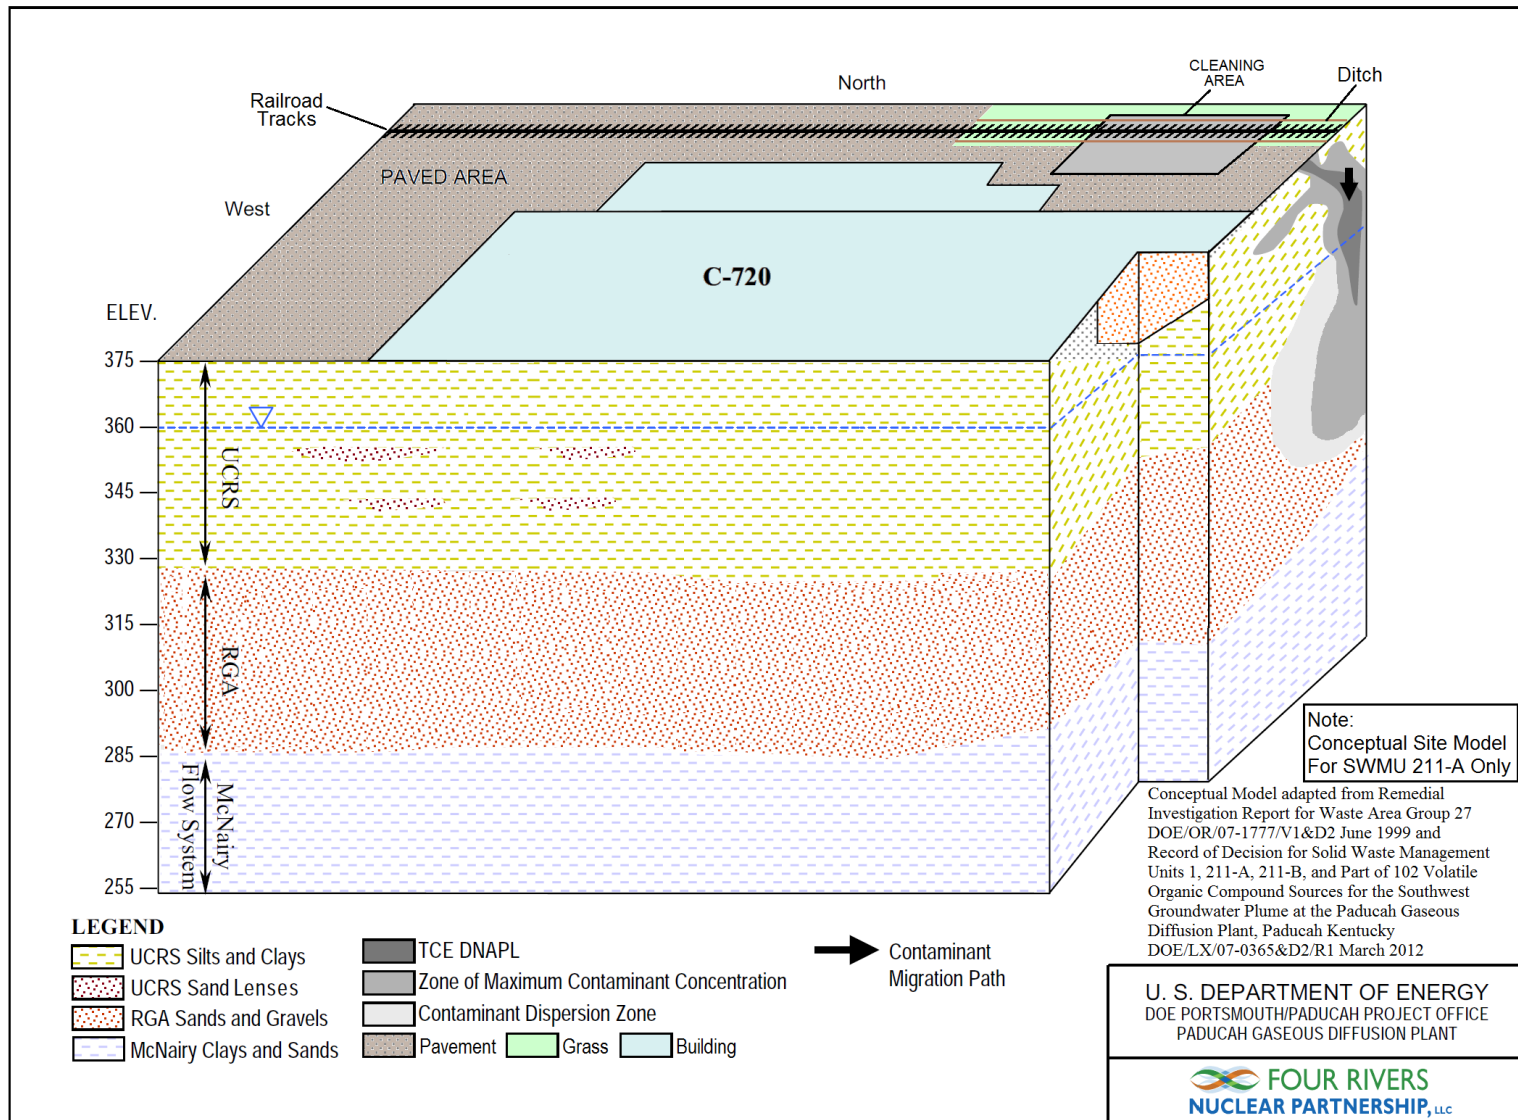 North
CLEANING
AREA
Ditch
Railroad
Tracks
PAVED AREA
West
C-720
ELEV.
375
360
345
330
315
300
285
270
255
UCRS
RGA
McNairy
Flow System
Note:
Conceptual Site Model
For SWMU 211-A Only
Conceptual Model adapted from Remedial
Investigation Report for Waste Area Group 27
DOE/OR/07-1777/V1&D2 June 1999 and
Record of Decision for Solid Waste Management
Units 1, 211-A, 211-B, and Part of 102 Volatile
Organic Compound Sources for the Southwest
Groundwater Plume at the Paducah Gaseous
Diffusion Plant, Paducah Kentucky
DOE/LX/07-0365&D2/R1 March 2012
LEGEND
UCRS Silts and Clays
UCRS Sand Lenses
RGA Sands and Gravels
McNairy Clays and Sands
TCE DNAPL
Zone of Maximum Contaminant Concentration
Contaminant Dispersion Zone
Pavement
Grass
Building
Contaminant
Migration Path
U. S. DEPARTMENT OF ENERGY
DOE PORTSMOUTH/PADUCAH PROJECT OFFICE
PADUCAH GASEOUS DIFFUSION PLANT
FOUR RIVERS
NUCLEAR PARTNERSHIP, LLC